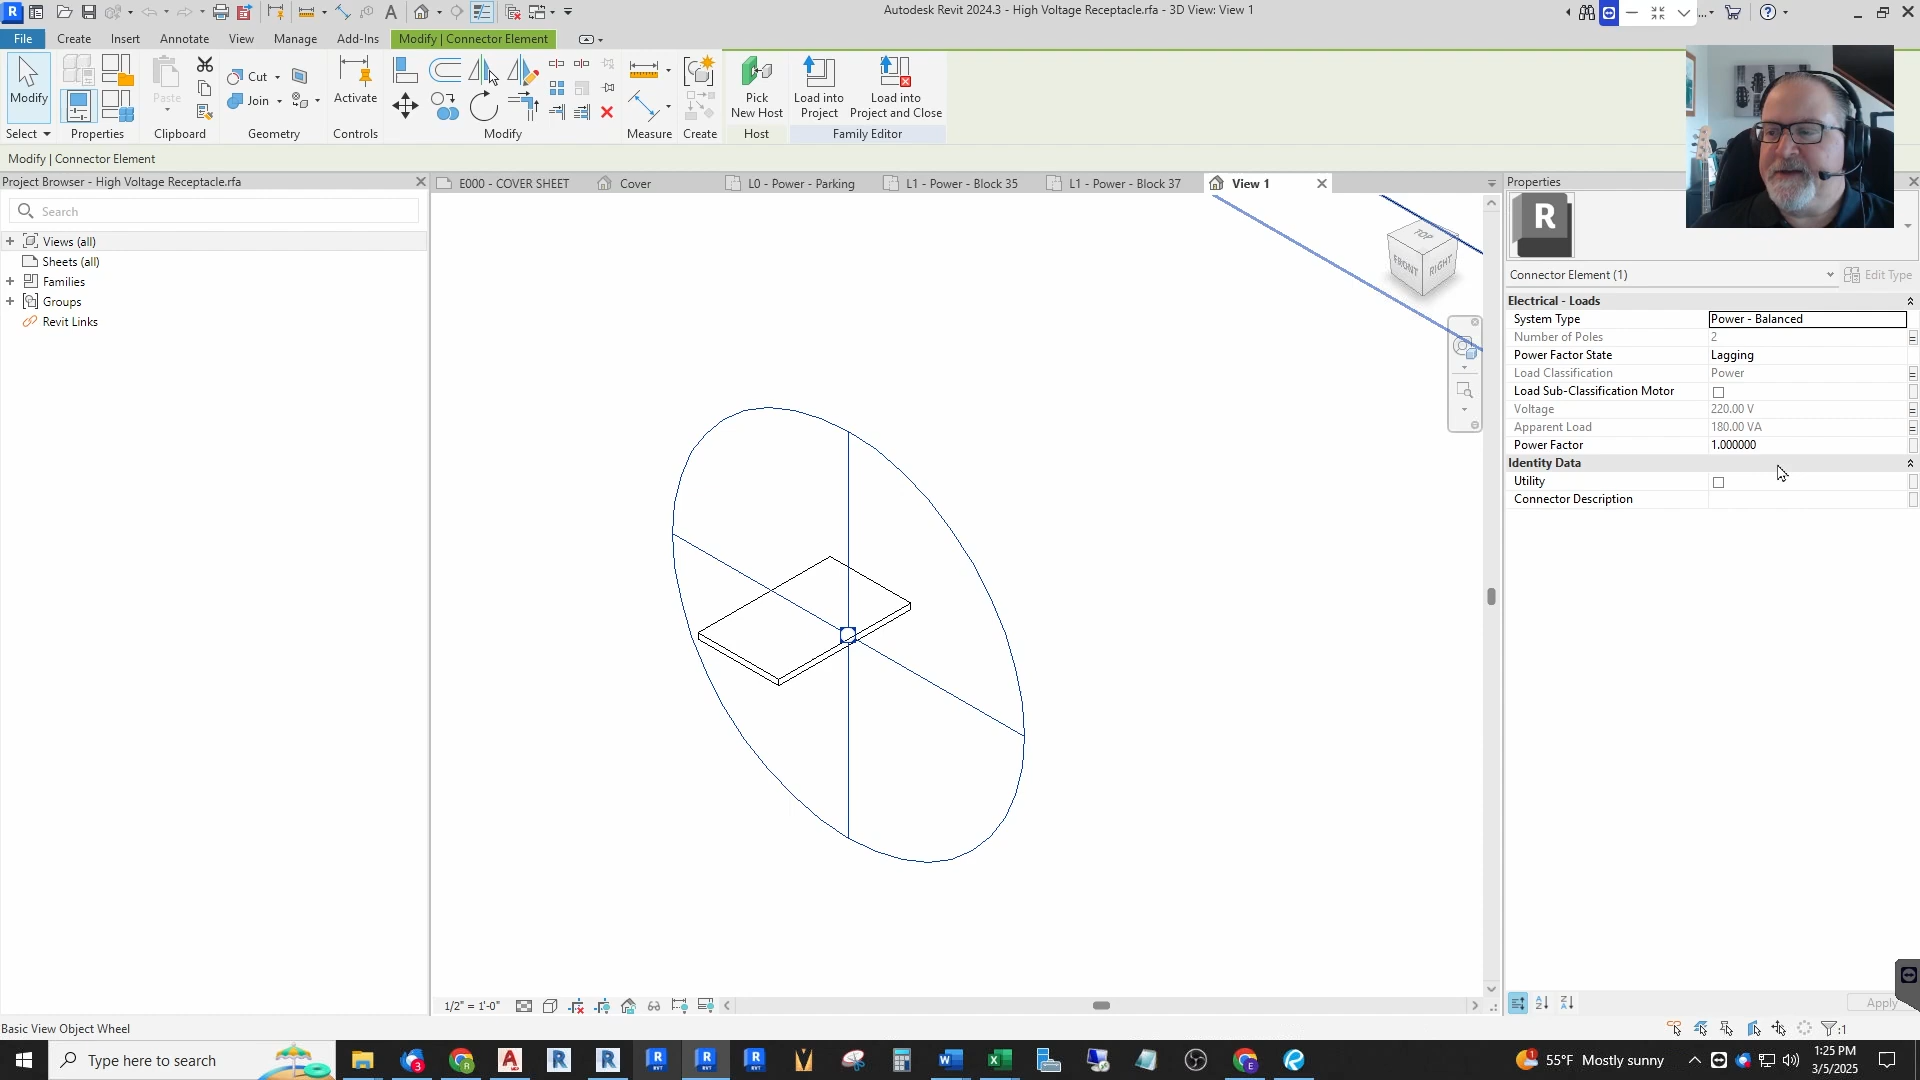 Autodesk Revit 2024.3 - High Voltage Receptacle.rfa - 3D View: View 1
File
Create
Insert
Annotate
View
Manage
Add-Ins
Modify | Connector Element
Modify
Paste
Cut
Join
Activate
Pick
New Host
Load into
Project
Load into
Project and Close
Select
Properties
Clipboard
Geometry
Controls
Modify
Measure
Create
Host
Family Editor
Modify | Connector Element
Project Browser - High Voltage Receptacle.rfa
Search
Views (all)
Sheets (all)
Families
Groups
Revit Links
E000 - COVER SHEET
Cover
L0 - Power - Parking
L1 - Power - Block 35
L1 - Power - Block 37
View 1
TOP
FRONT
RIGHT
Properties
R
Connector Element (1)
Edit Type
Electrical - Loads
System Type Power - Balanced
Number of Poles 2
Power Factor State Lagging
Load Classification Power
Load Sub-Classification Motor
Voltage 220.00 V
Apparent Load 180.00 VA
Power Factor 1.000000
Identity Data
Utility
Connector Description
Apply
1/2" = 1'-0"
Basic View Object Wheel
:1
Type here to search
55°F Mostly sunny
1:25 PM
3/5/2025